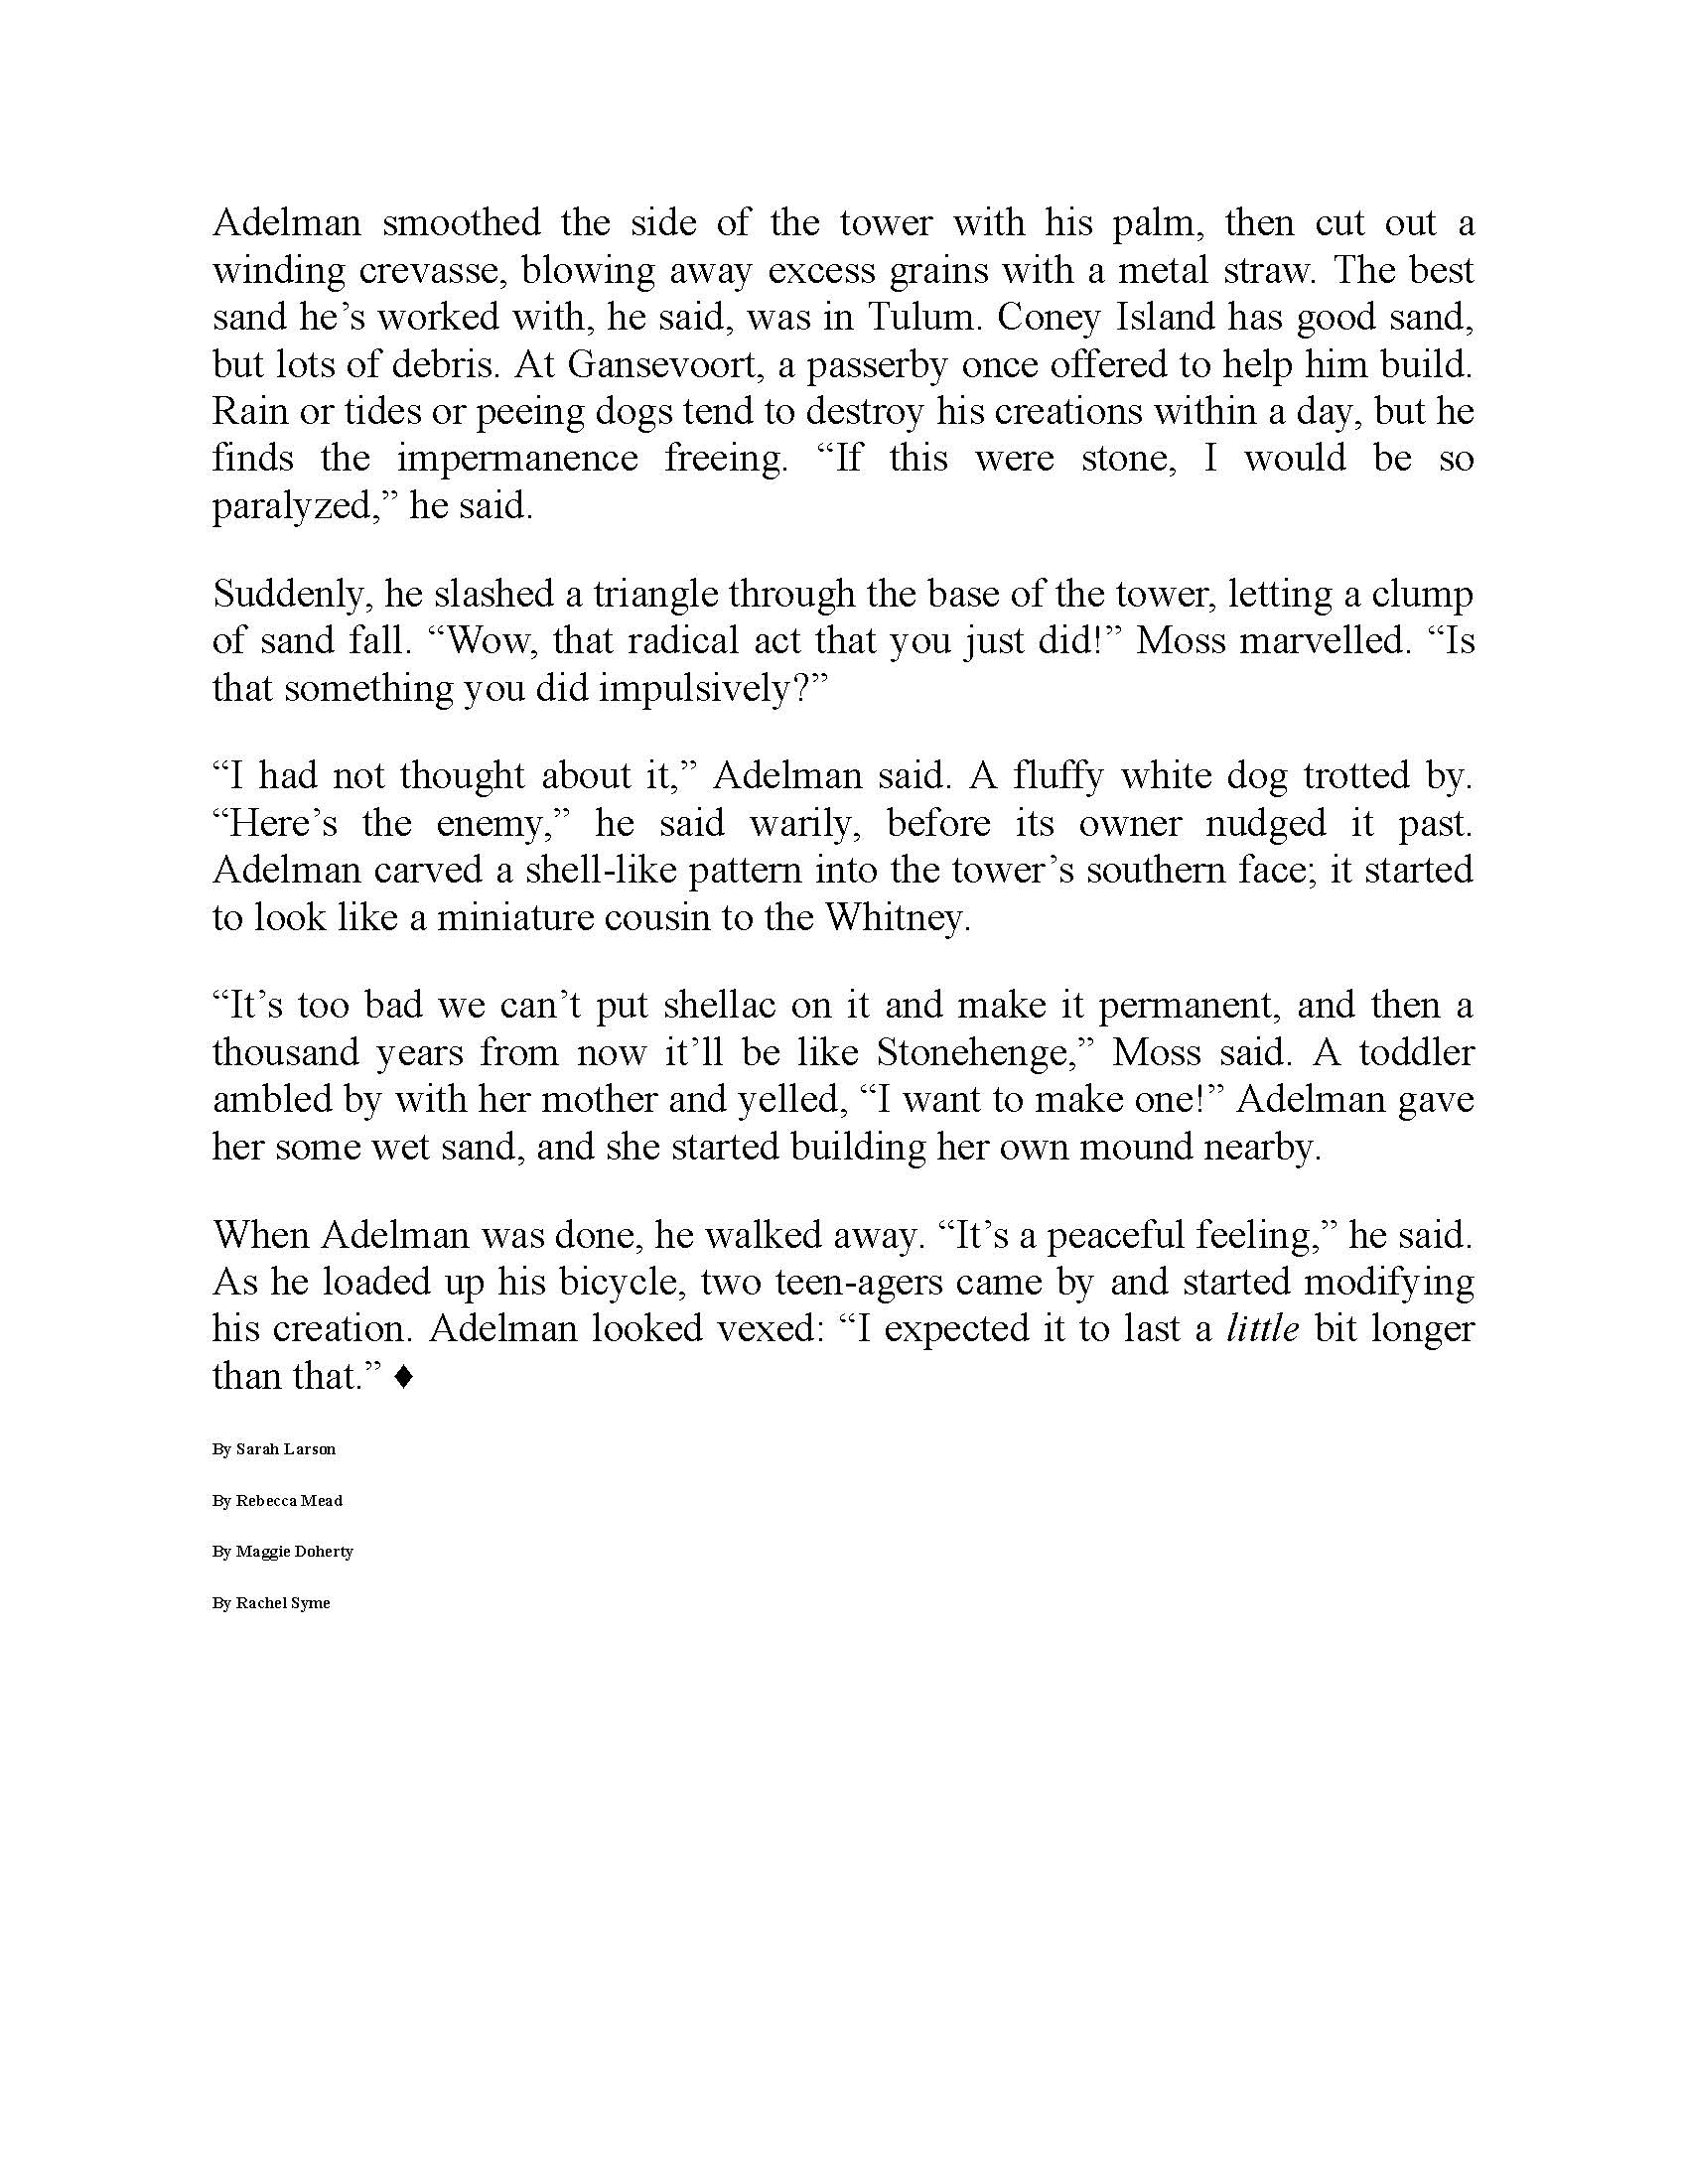 Adelman smoothed the side of the tower with his palm, then cut out a
winding crevasse, blowing away excess grains with a metal straw. The best
sand he’s worked with, he said, was in Tulum. Coney Island has good sand,
but lots of debris. At Gansevoort, a passerby once offered to help him build.
Rain or tides or peeing dogs tend to destroy his creations within a day, but he
finds the impermanence freeing. “If this were stone, I would be so
paralyzed,” he said.
Suddenly, he slashed a triangle through the base of the tower, letting a clump
of sand fall. “Wow, that radical act that you just did!” Moss marvelled. “Is
that something you did impulsively?”
“I had not thought about it,” Adelman said. A fluffy white dog trotted by.
“Here’s the enemy,” he said warily, before its owner nudged it past.
Adelman carved a shell-like pattern into the tower’s southern face; it started
to look like a miniature cousin to the Whitney.
“It’s too bad we can’t put shellac on it and make it permanent, and then a
thousand years from now it’ll be like Stonehenge,” Moss said. A toddler
ambled by with her mother and yelled, “I want to make one!” Adelman gave
her some wet sand, and she started building her own mound nearby.
When Adelman was done, he walked away. “It’s a peaceful feeling,” he said.
As he loaded up his bicycle, two teen-agers came by and started modifying
his creation. Adelman looked vexed: “I expected it to last a little bit longer
than that.” ♦
By Sarah Larson
By Rebecca Mead
By Maggie Doherty
By Rachel Syme